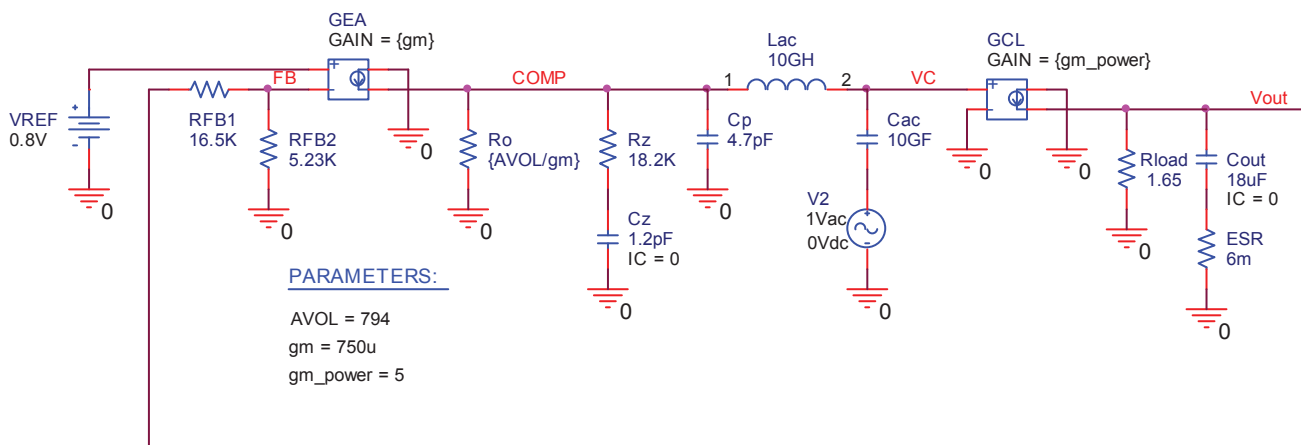 GEA
GAIN = {gm}
Lac
10GH
GCL
GAIN = {gm_power}
FB
COMP
1
2
VC
Vout
VREF
0.8V
+
-
RFB1
16.5K
RFB2
5.23K
+
-
0
Ro
{AVOL/gm}
Rz
18.2K
Cp
4.7pF
Cac
10GF
+
-
0
0
Rload
1.65
Cout
18uF
IC = 0
0
0
0
0
Cz
1.2pF
IC = 0
V2
1Vac
0Vdc
+
-
0
ESR
6m
0
0
0
PARAMETERS:
AVOL = 794
gm = 750u
gm_power = 5